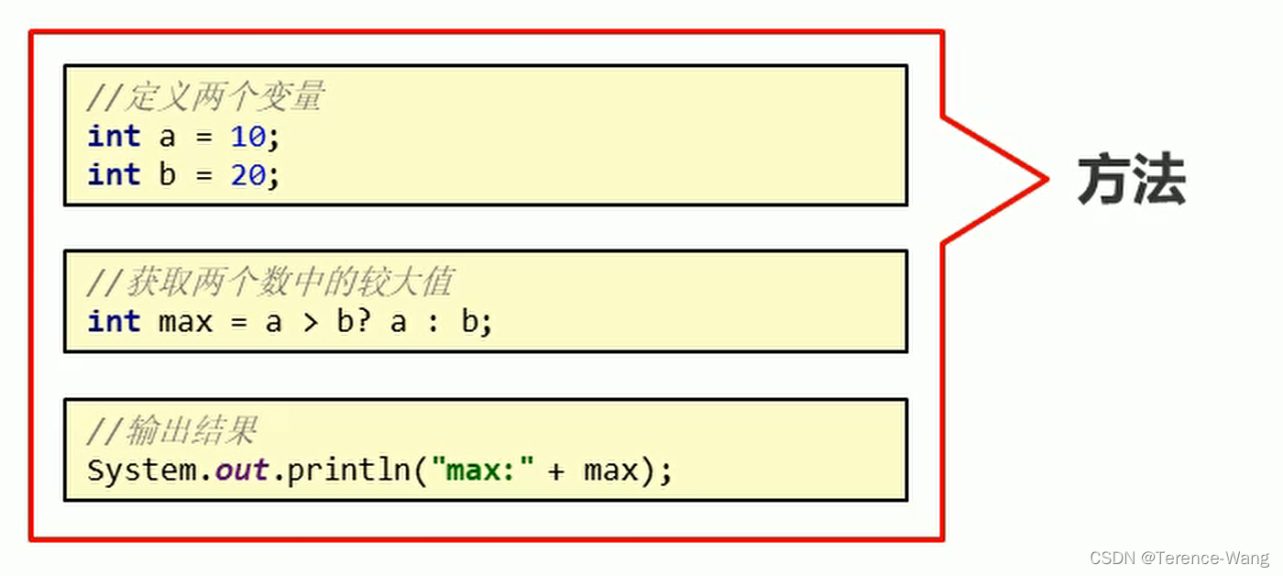 //定义两个变量
int a = 10;
int b = 20;
方法
//获取两个数中的较大值
int max = a > b? a : b;
//输出结果
System.out.println("max:" + max);
CSDN @Terence-Wang